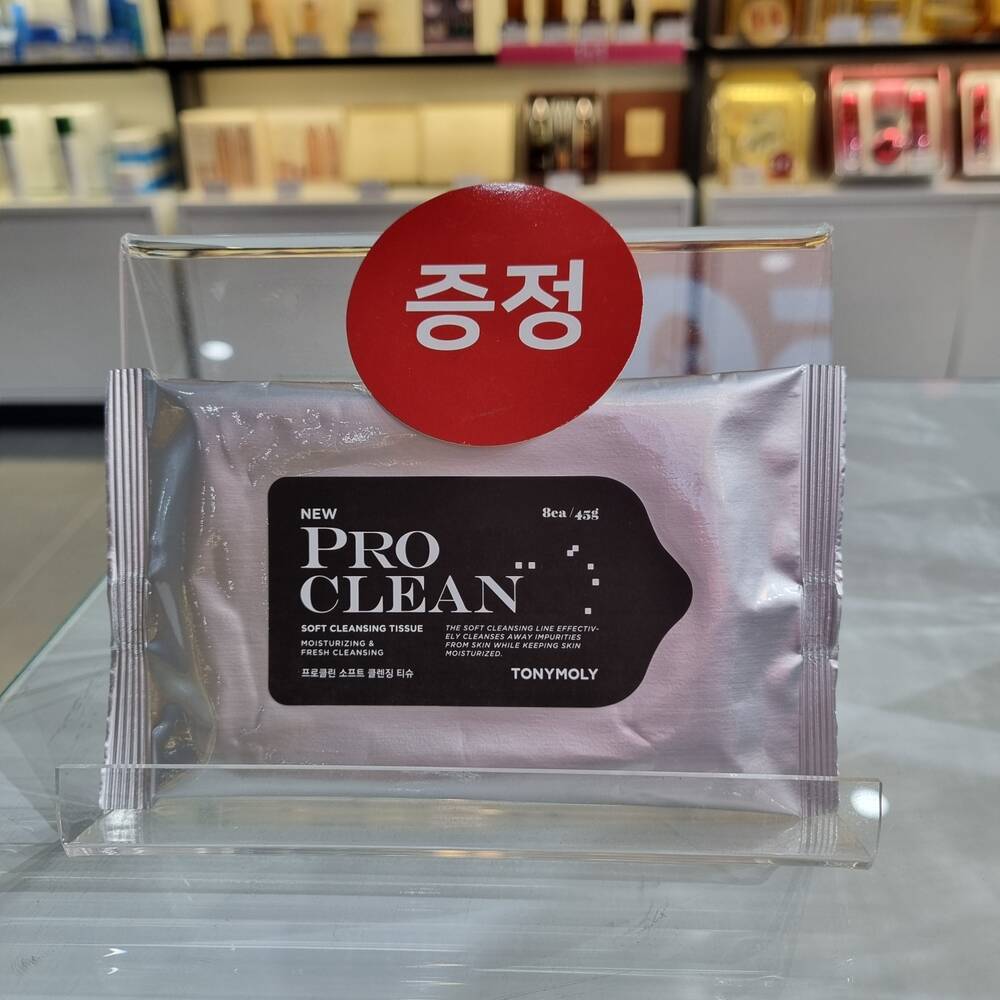 증정
NEW
8ea / 45g
PRO
CLEAN
SOFT CLEANSING TISSUE
MOISTURIZING &
FRESH CLEANSING
THE SOFT CLEANSING LINE EFFECTIV-
ELY CLEANSES AWAY IMPURITIES
FROM SKIN WHILE KEEPING SKIN
MOISTURIZED.
프로클린 소프트 클렌징 티슈
TONYMOLY